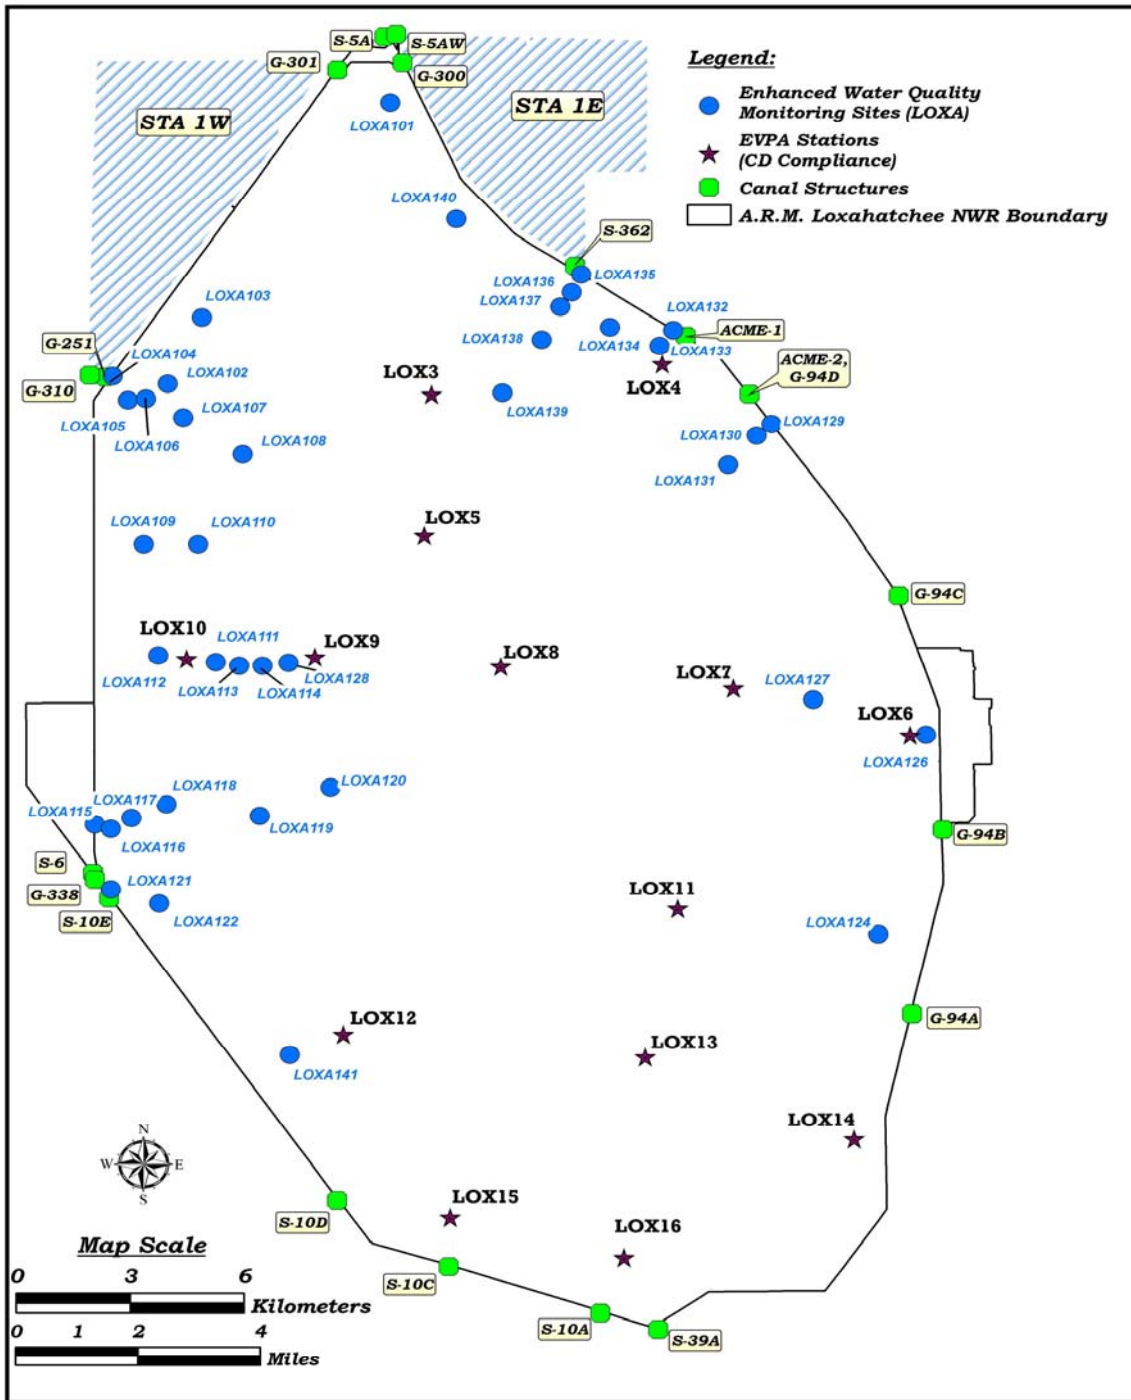 S-5A
S-5AW
G-301
G-300
Legend:
Enhanced Water Quality
Monitoring Sites (LOXA)
EVPA Stations
(CD Compliance)
Canal Structures
A.R.M. Loxahatchee NWR Boundary
STA 1W
STA 1E
LOXA101
LOXA140
S-362
LOXA136
LOXA135
LOXA137
LOXA103
LOXA132
ACME-1
G-251
LOXA104
LOXA138
LOXA134
LOXA133
ACME-2,
G-94D
LOXA102
LOX3
LOX4
G-310
LOXA107
LOXA139
LOXA105
LOXA106
LOXA129
LOXA130
LOXA108
LOXA131
LOXA109
LOXA110
LOX5
G-94C
LOX10
LOXA111
LOX9
LOX8
LOXA112
LOXA113
LOXA114
LOXA128
LOX7
LOXA127
LOX6
LOXA126
LOXA120
LOXA118
LOXA117
LOXA115
LOXA119
LOXA116
G-94B
S-6
LOXA121
G-338
LOX11
S-10E
LOXA122
LOXA124
LOX12
G-94A
LOX13
LOXA141
LOX14
N
W
E
S
LOX15
S-10D
LOX16
Map Scale
0 3 6
Kilometers
S-10C
0 1 2 4
Miles
S-10A
S-39A